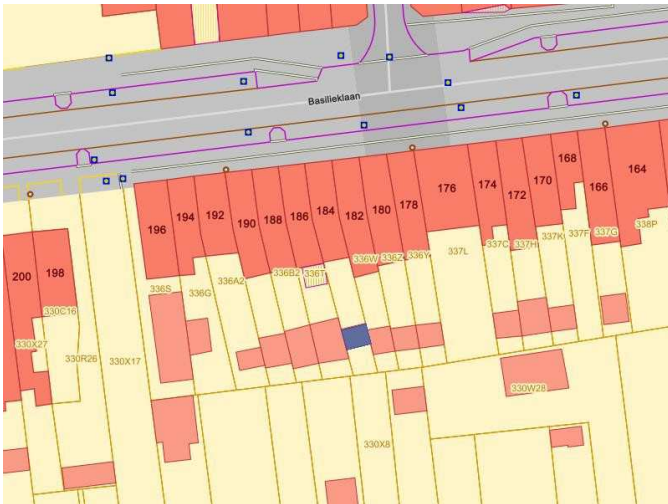 Basilieklaan
168
164
176
174
170
166
178
172
180
182
184
186
188
190
192
194
196
338P
337G
337F
337K
337H
337C
337L
336Y
336Z
336W
336T
336B2
336A2
336G
336S
200
198
330C16
330X27
330R26
330X17
330W28
330X8